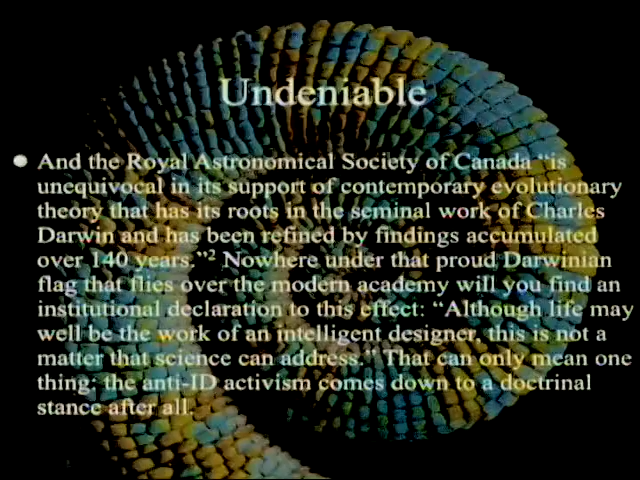 Undeniable
And the Royal Astronomical Society of Canada “is
unequivocal in its support of contemporary evolutionary
theory that has its roots in the seminal work of Charles
Darwin and has been refined by findings accumulated
over 140 years.”² Nowhere under that proud Darwinian
flag that flies over the modern academy will you find an
institutional declaration to this effect: “Although life may
well be the work of an intelligent designer, this is not a
matter that science can address.” That can only mean one
thing: the anti-ID activism comes down to a doctrinal
stance after all.